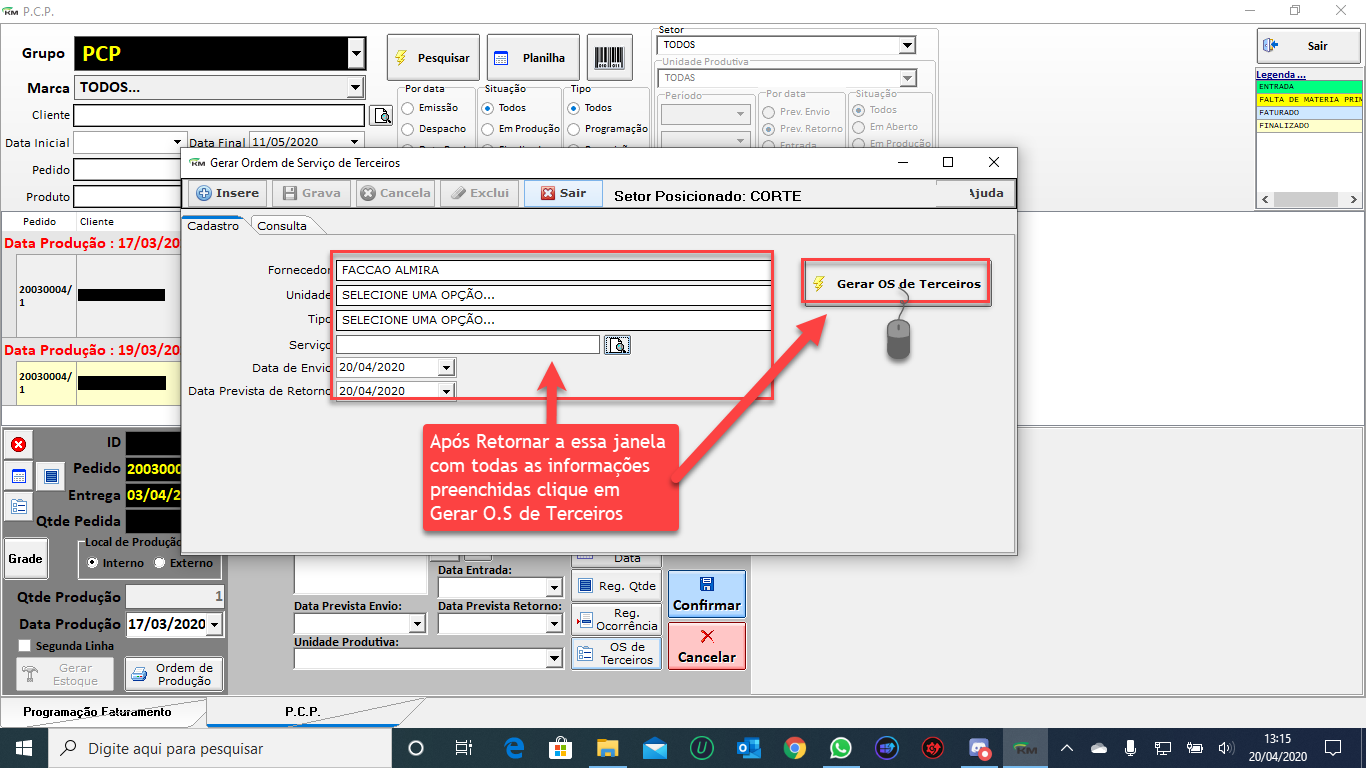 P.C.P.
Grupo PCP
Marca TODOS...
Cliente
Data Inicial Data Final 11/05/2020
Pedido
Produto
Pesquisar
Planilha
Por data
Emissão
Despacho
Situação
Todos
Em Produção
Tipo
Todos
Programação
Setor
TODOS
Unidade Produtiva
TODAS
Período
Por data
Prev. Envio
Prev. Retorno
Entrada
Situação
Todos
Em Aberto
Em Produção
Sair
Legenda ...
ENTRADA
FALTA DE MATERIA PRIM
FATURADO
FINALIZADO
Pedido Cliente
Data Produção : 17/03/20
20030004/
1
Data Produção : 19/03/20
20030004/
1
Gerar Ordem de Serviço de Terceiros
Insere Grava Cancela Exclui Sair Setor Posicionado: CORTE Ajuda
Cadastro Consulta
Fornecedor FACCAO ALMIRA
Unidade SELECIONE UMA OPÇÃO...
Tipo SELECIONE UMA OPÇÃO...
Serviço
Data de Envio 20/04/2020
Data Prevista de Retorno 20/04/2020
Gerar OS de Terceiros
Após Retornar a essa janela
com todas as informações
preenchidas clique em
Gerar O.S de Terceiros
ID
Pedido 200300
Entrega 03/04/2
Qtde Pedida
Grade
Local de Produção
Interno Externo
Qtde Produção 1
Data Produção 17/03/2020
Segunda Linha
Gerar
Estoque
Ordem de
Produção
Data Entrada:
Data Prevista Envio: Data Prevista Retorno:
Unidade Produtiva:
Data
Reg. Qtde
Reg.
Ocorrência
OS de
Terceiros
Confirmar
Cancelar
Programação Faturamento P.C.P.
Digite aqui para pesquisar
13:15
20/04/2020